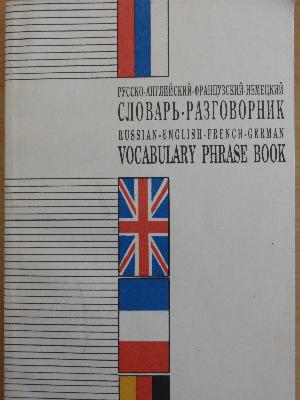 РУССКО-АНГЛИЙСКИЙ-ФРАНЦУЗСКИЙ-НЕМЕЦКИЙ
СЛОВАРЬ-РАЗГОВОРНИК
RUSSIAN-ENGLISH-FRENCH-GERMAN
VOCABULARY PHRASE BOOK